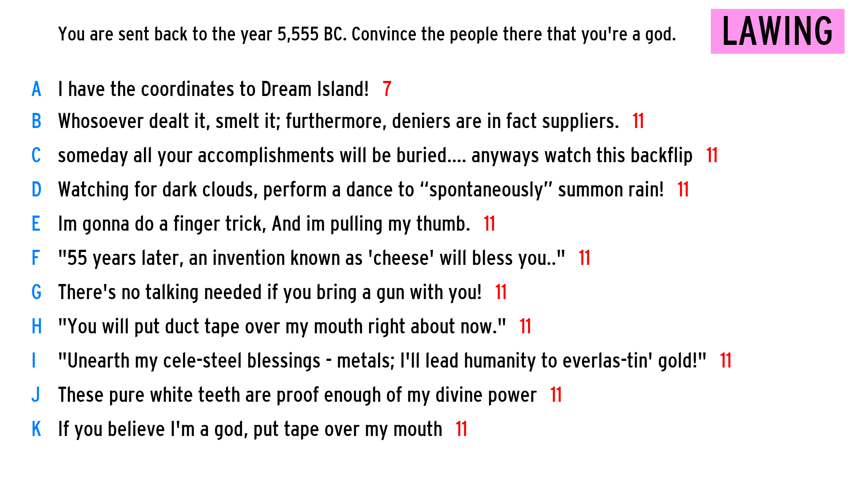 You are sent back to the year 5,555 BC. Convince the people there that you're a god.
LAWING
A I have the coordinates to Dream Island! 7
B Whosoever dealt it, smelt it; furthermore, deniers are in fact suppliers. 11
C someday all your accomplishments will be buried.... anyways watch this backflip 11
D Watching for dark clouds, perform a dance to “spontaneously” summon rain! 11
E Im gonna do a finger trick, And im pulling my thumb. 11
F "55 years later, an invention known as 'cheese' will bless you.." 11
G There's no talking needed if you bring a gun with you! 11
H "You will put duct tape over my mouth right about now." 11
I "Unearth my cele-steel blessings - metals; I'll lead humanity to everlas-tin' gold!" 11
J These pure white teeth are proof enough of my divine power 11
K If you believe I'm a god, put tape over my mouth 11